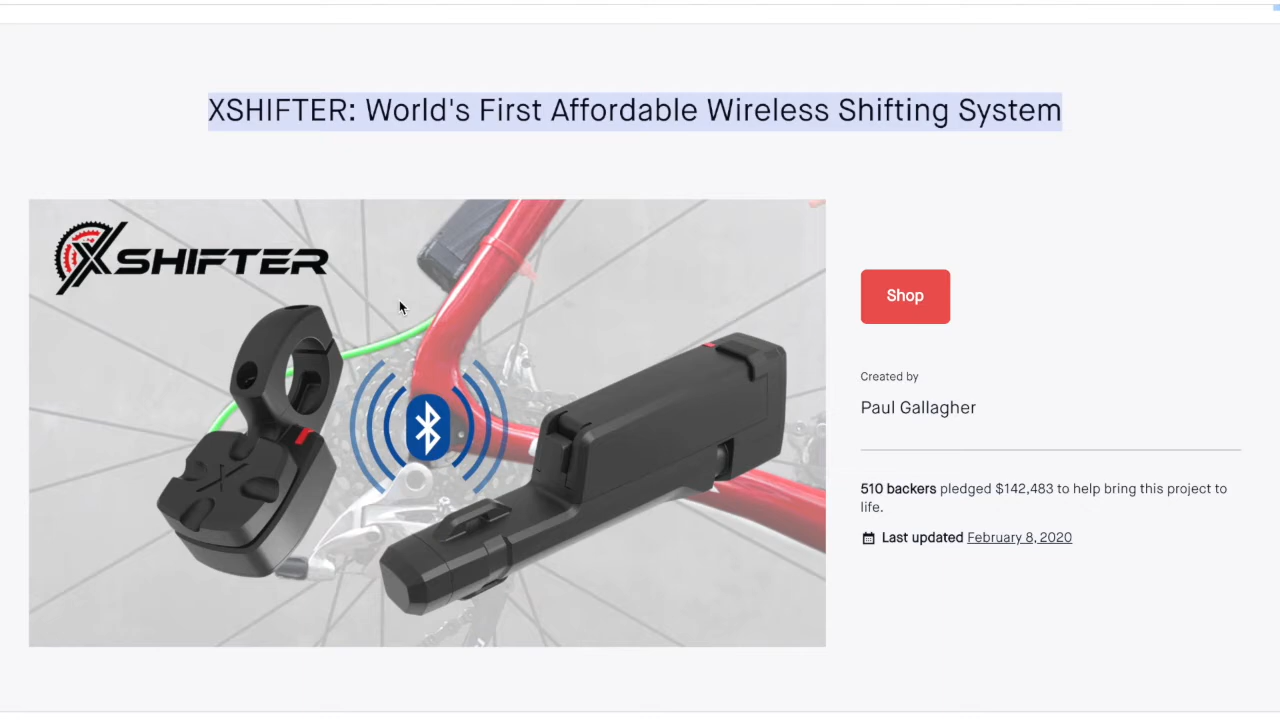 XSHIFTER: World's First Affordable Wireless Shifting System
XSHIFTER
Shop
Created by
Paul Gallagher
510 backers pledged $142,483 to help bring this project to
life.
Last updated February 8, 2020